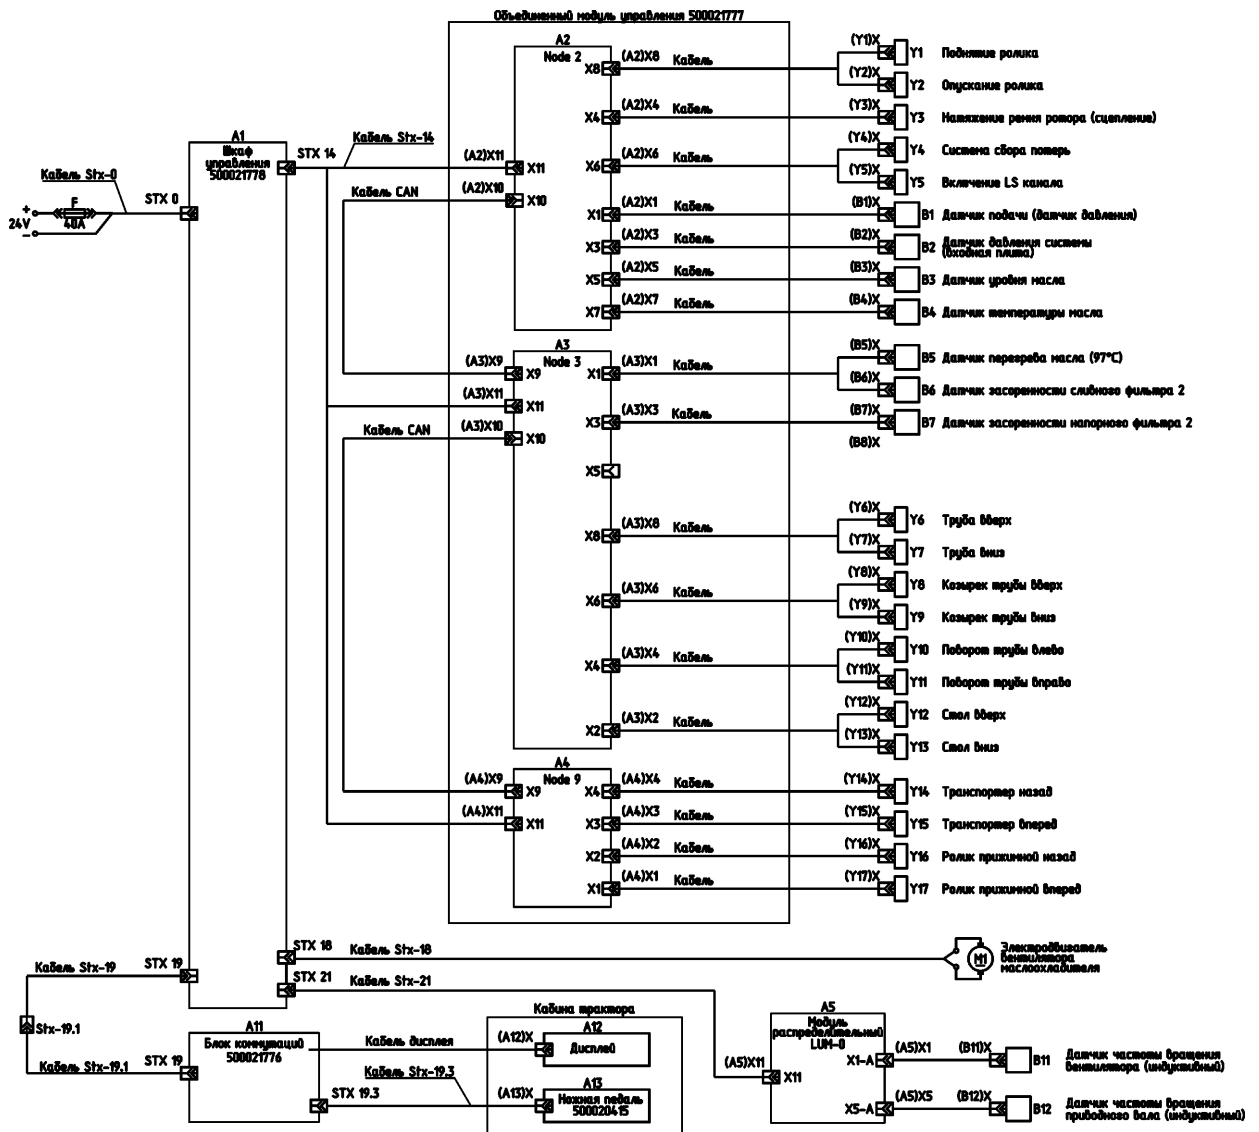 Объединенный модуль управления 500021777
A1
Шкаф
управления
500021778
Кабель Stx-0
STX 0
+
24V
-
F
40A
STX 14
Кабель Stx-14
Кабель CAN
Кабель CAN
A2
Node 2
(A2)X11
X11
(A2)X10
X10
X8
(A2)X8
Кабель
(Y1)X
Y1
Поднятие ролика
(Y2)X
Y2
Опускание ролика
X4
(A2)X4
Кабель
(Y3)X
Y3
Натяжение ремня ротора (сцепление)
X6
(A2)X6
Кабель
(Y4)X
Y4
Система сбора потерь
(Y5)X
Y5
Включение LS канала
X1
(A2)X1
Кабель
(B1)X
B1
Датчик подачи (датчик давления)
X3
(A2)X3
Кабель
(B2)X
B2
Датчик давления системы
(входная плита)
X5
(A2)X5
Кабель
(B3)X
B3
Датчик уровня масла
X7
(A2)X7
Кабель
(B4)X
B4
Датчик температуры масла
A3
Node 3
(A3)X9
X9
(A3)X11
X11
(A3)X10
X10
X1
(A3)X1
Кабель
(B5)X
B5
Датчик перегрева масла (97°C)
(B6)X
B6
Датчик засоренности сливного фильтра 2
X3
(A3)X3
Кабель
(B7)X
B7
Датчик засоренности напорного фильтра 2
(B8)X
X5
X8
(A3)X8
Кабель
(Y6)X
Y6
Труба вверх
(Y7)X
Y7
Труба вниз
X6
(A3)X6
Кабель
(Y8)X
Y8
Козырек трубы вверх
(Y9)X
Y9
Козырек трубы вниз
X4
(A3)X4
Кабель
(Y10)X
Y10
Поворот трубы влево
(Y11)X
Y11
Поворот трубы вправо
X2
(A3)X2
Кабель
(Y12)X
Y12
Стол вверх
(Y13)X
Y13
Стол вниз
A4
Node 9
(A4)X9
X9
(A4)X11
X11
X4
(A4)X4
Кабель
(Y14)X
Y14
Транспортер назад
X3
(A4)X3
Кабель
(Y15)X
Y15
Транспортер вперед
X2
(A4)X2
Кабель
(Y16)X
Y16
Ролик прижимной назад
X1
(A4)X1
Кабель
(Y17)X
Y17
Ролик прижимной вперед
STX 18
Кабель Stx-18
M1
Электродвигатель
вентилятора
маслоохладителя
STX 21
Кабель Stx-21
Кабель Stx-19
STX 19
Stx-19.1
Кабель Stx-19.1
STX 19
A11
Блок коммутаций
500021776
Кабель дисплея
STX 19.3
Кабель Stx-19.3
Кабина трактора
(A12)X
A12
Дисплей
(A13)X
A13
Ножная педаль
500020415
A5
Модуль
распределительный
LUM-0
(A5)X11
X11
X1-A
(A5)X1
(B11)X
B11
Датчик частоты вращения
вентилятора (индуктивный)
X5-A
(A5)X5
(B12)X
B12
Датчик частоты вращения
приводного вала (индуктивный)